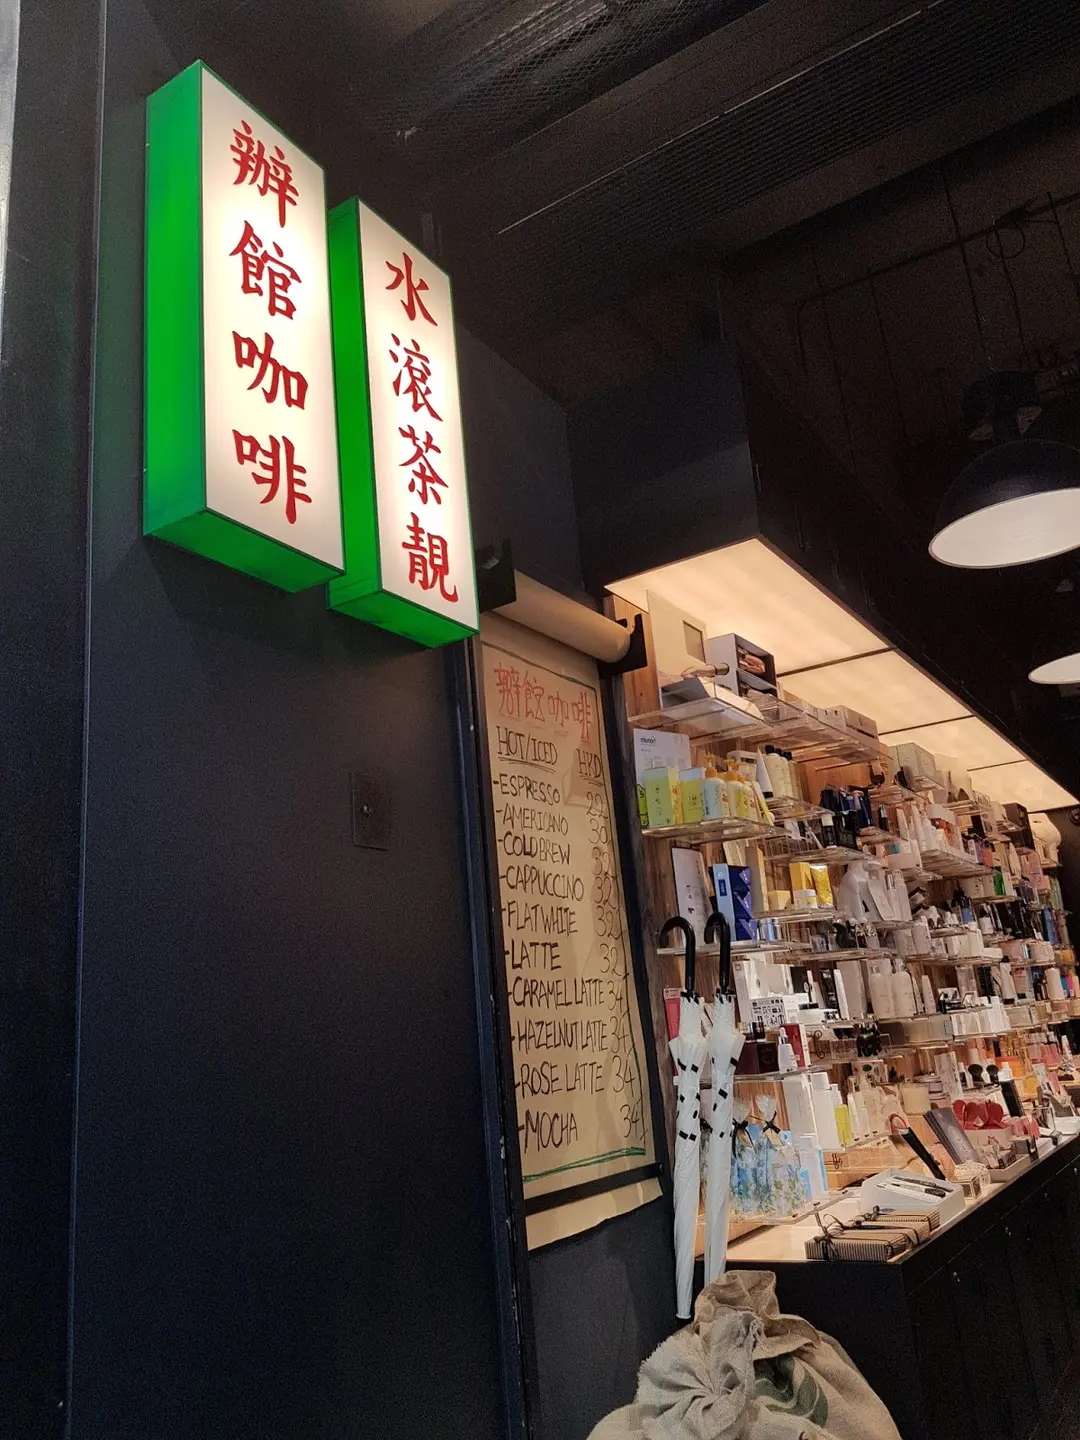 辦館咖啡
水滾茶靚
辦館咖啡
HOT/ICED HKD
-ESPRESSO 22
-AMERICANO 30
-COLD BREW 32
-CAPPUCCINO 32
-FLAT WHITE 32
-LATTE 32
-CARAMEL LATTE 34
-HAZELNUT LATTE 34
-ROSE LATTE 34
-MOCHA 34